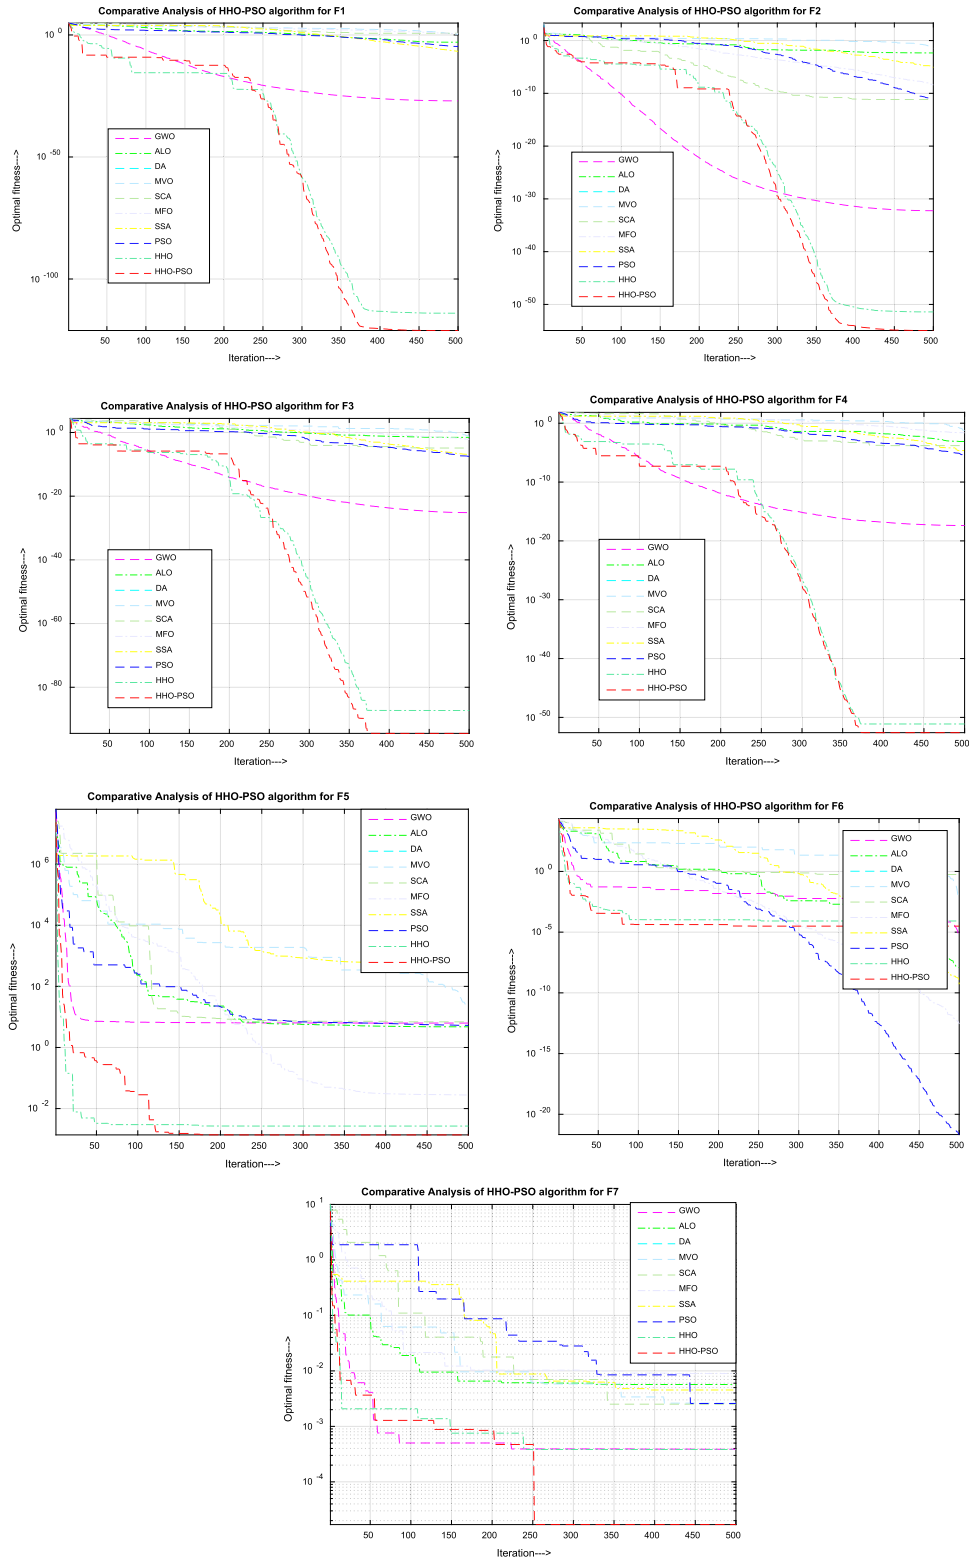 Comparative Analysis of HHO-PSO algorithm for F1
Optimal fitness--->
10 0
10 -50
10 -100
GWO
ALO
DA
MVO
SCA
MFO
SSA
PSO
HHO
HHO-PSO
50 100 150 200 250 300 350 400 450 500
Iteration--->
Comparative Analysis of HHO-PSO algorithm for F2
Optimal fitness--->
10 0
10 -10
10 -20
10 -30
10 -40
10 -50
GWO
ALO
DA
MVO
SCA
MFO
SSA
PSO
HHO
HHO-PSO
50 100 150 200 250 300 350 400 450 500
Iteration--->
Comparative Analysis of HHO-PSO algorithm for F3
Optimal fitness--->
10 0
10 -20
10 -40
10 -60
10 -80
GWO
ALO
DA
MVO
SCA
MFO
SSA
PSO
HHO
HHO-PSO
50 100 150 200 250 300 350 400 450 500
Iteration--->
Comparative Analysis of HHO-PSO algorithm for F4
Optimal fitness--->
10 0
10 -10
10 -20
10 -30
10 -40
10 -50
GWO
ALO
DA
MVO
SCA
MFO
SSA
PSO
HHO
HHO-PSO
50 100 150 200 250 300 350 400 450 500
Iteration--->
Comparative Analysis of HHO-PSO algorithm for F5
Optimal fitness--->
10 6
10 4
10 2
10 0
10 -2
GWO
ALO
DA
MVO
SCA
MFO
SSA
PSO
HHO
HHO-PSO
50 100 150 200 250 300 350 400 450 500
Iteration--->
Comparative Analysis of HHO-PSO algorithm for F6
Optimal fitness--->
10 0
10 -5
10 -10
10 -15
10 -20
GWO
ALO
DA
MVO
SCA
MFO
SSA
PSO
HHO
HHO-PSO
50 100 150 200 250 300 350 400 450 500
Iteration--->
Comparative Analysis of HHO-PSO algorithm for F7
Optimal fitness--->
10 1
10 0
10 -1
10 -2
10 -3
10 -4
GWO
ALO
DA
MVO
SCA
MFO
SSA
PSO
HHO
HHO-PSO
50 100 150 200 250 300 350 400 450 500
Iteration--->